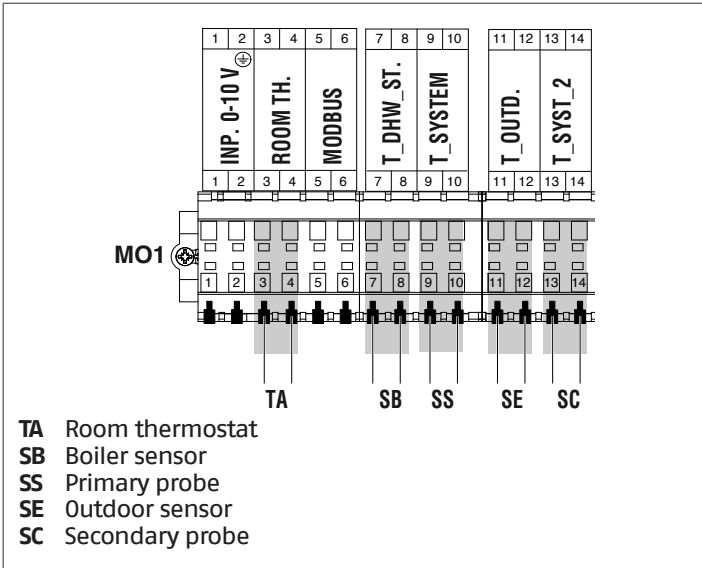 1 2 3 4 5 6 7 8 9 10 11 12 13 14
INP. 0-10 V
ROOM TH.
MODBUS
T_DHW_ST.
T_SYSTEM
T_OUTD.
T_SYST_2
1 2 3 4 5 6 7 8 9 10 11 12 13 14
MO1
1 2 3 4 5 6 7 8 9 10 11 12 13 14
TA SB SS SE SC
TA Room thermostat
SB Boiler sensor
SS Primary probe
SE Outdoor sensor
SC Secondary probe